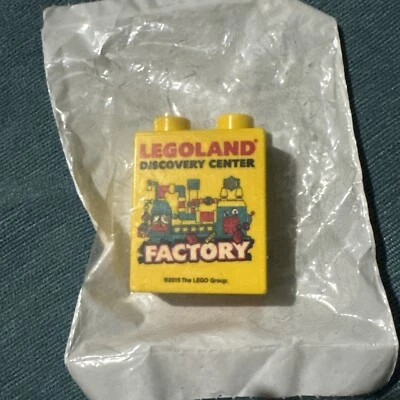 LEGOLAND®
DISCOVERY CENTER
FACTORY
©2015 The LEGO Group.